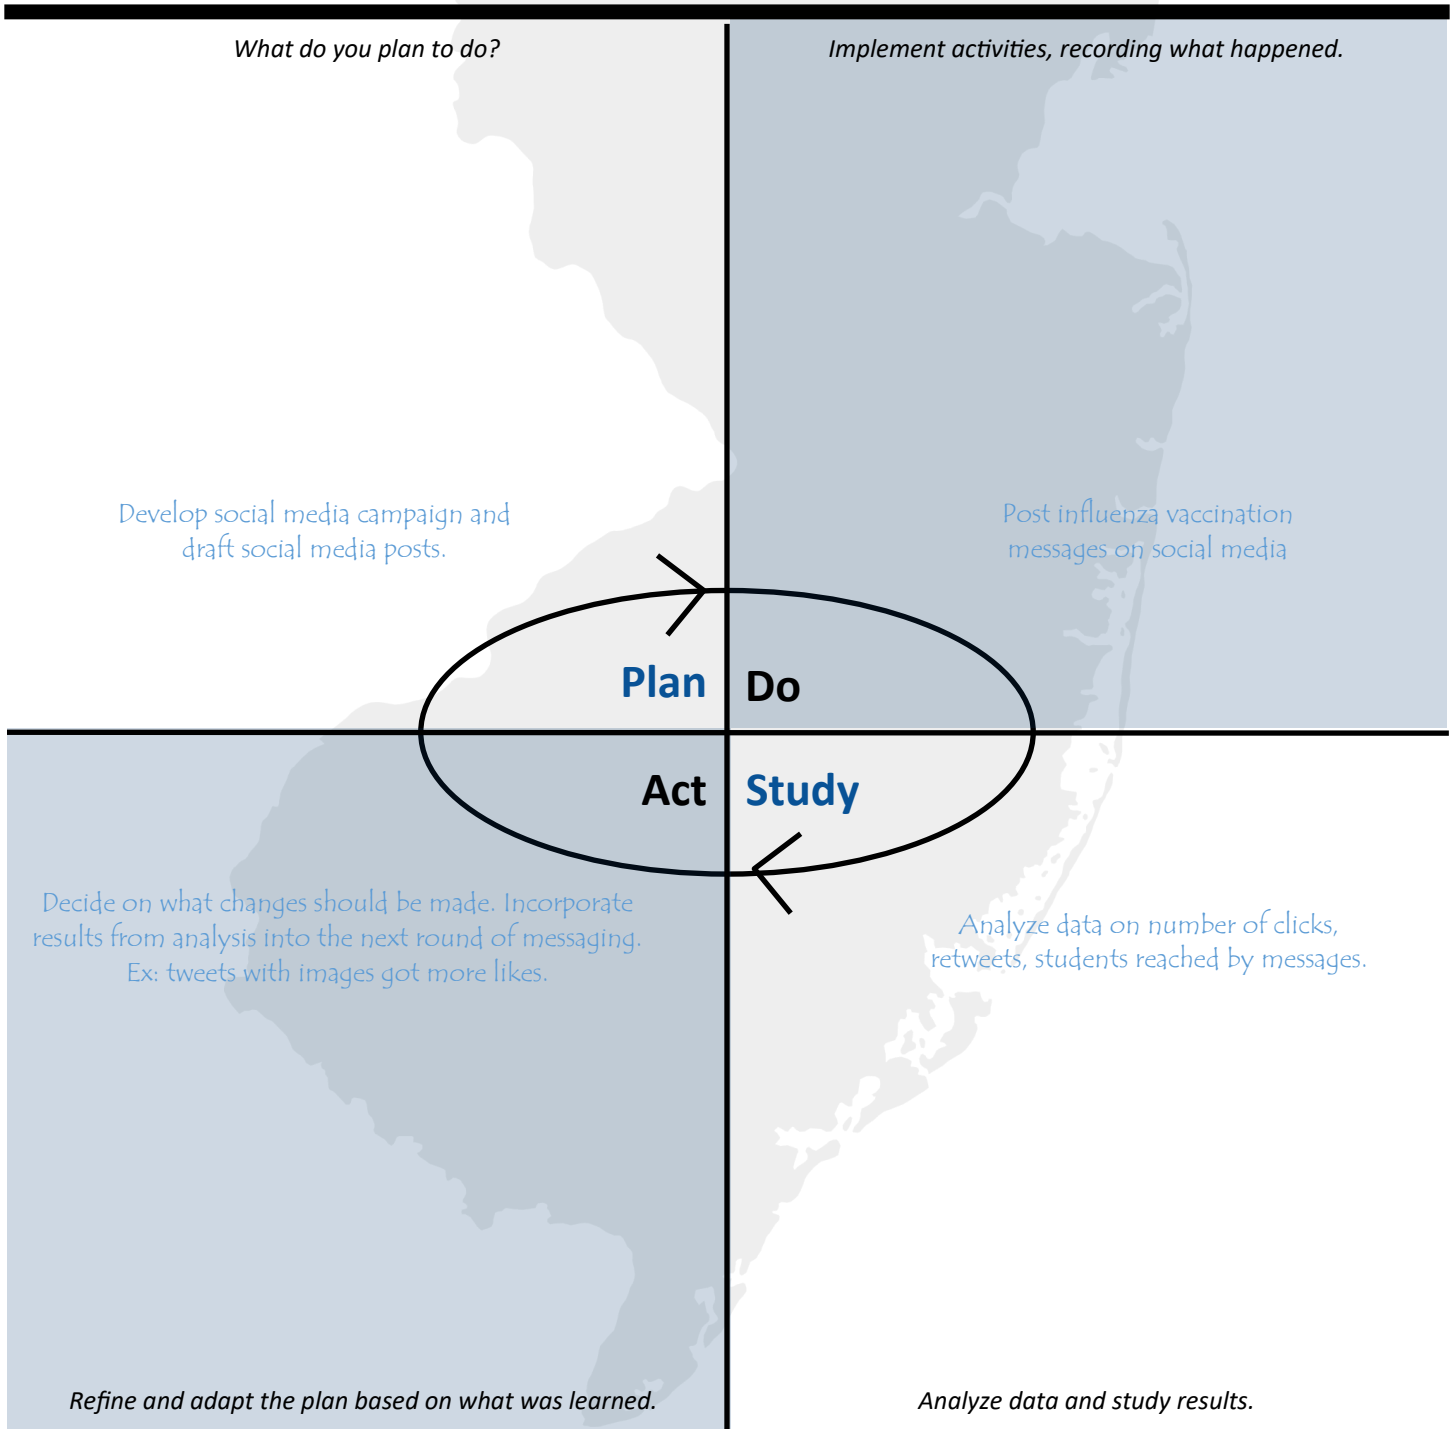 What do you plan to do?
Implement activities, recording what happened.
Develop social media campaign and
draft social media posts.
Post influenza vaccination
messages on social media
Plan
Do
Act
Study
Decide on what changes should be made. Incorporate
results from analysis into the next round of messaging.
Ex: tweets with images got more likes.
Analyze data on number of clicks,
retweets, students reached by messages.
Refine and adapt the plan based on what was learned.
Analyze data and study results.